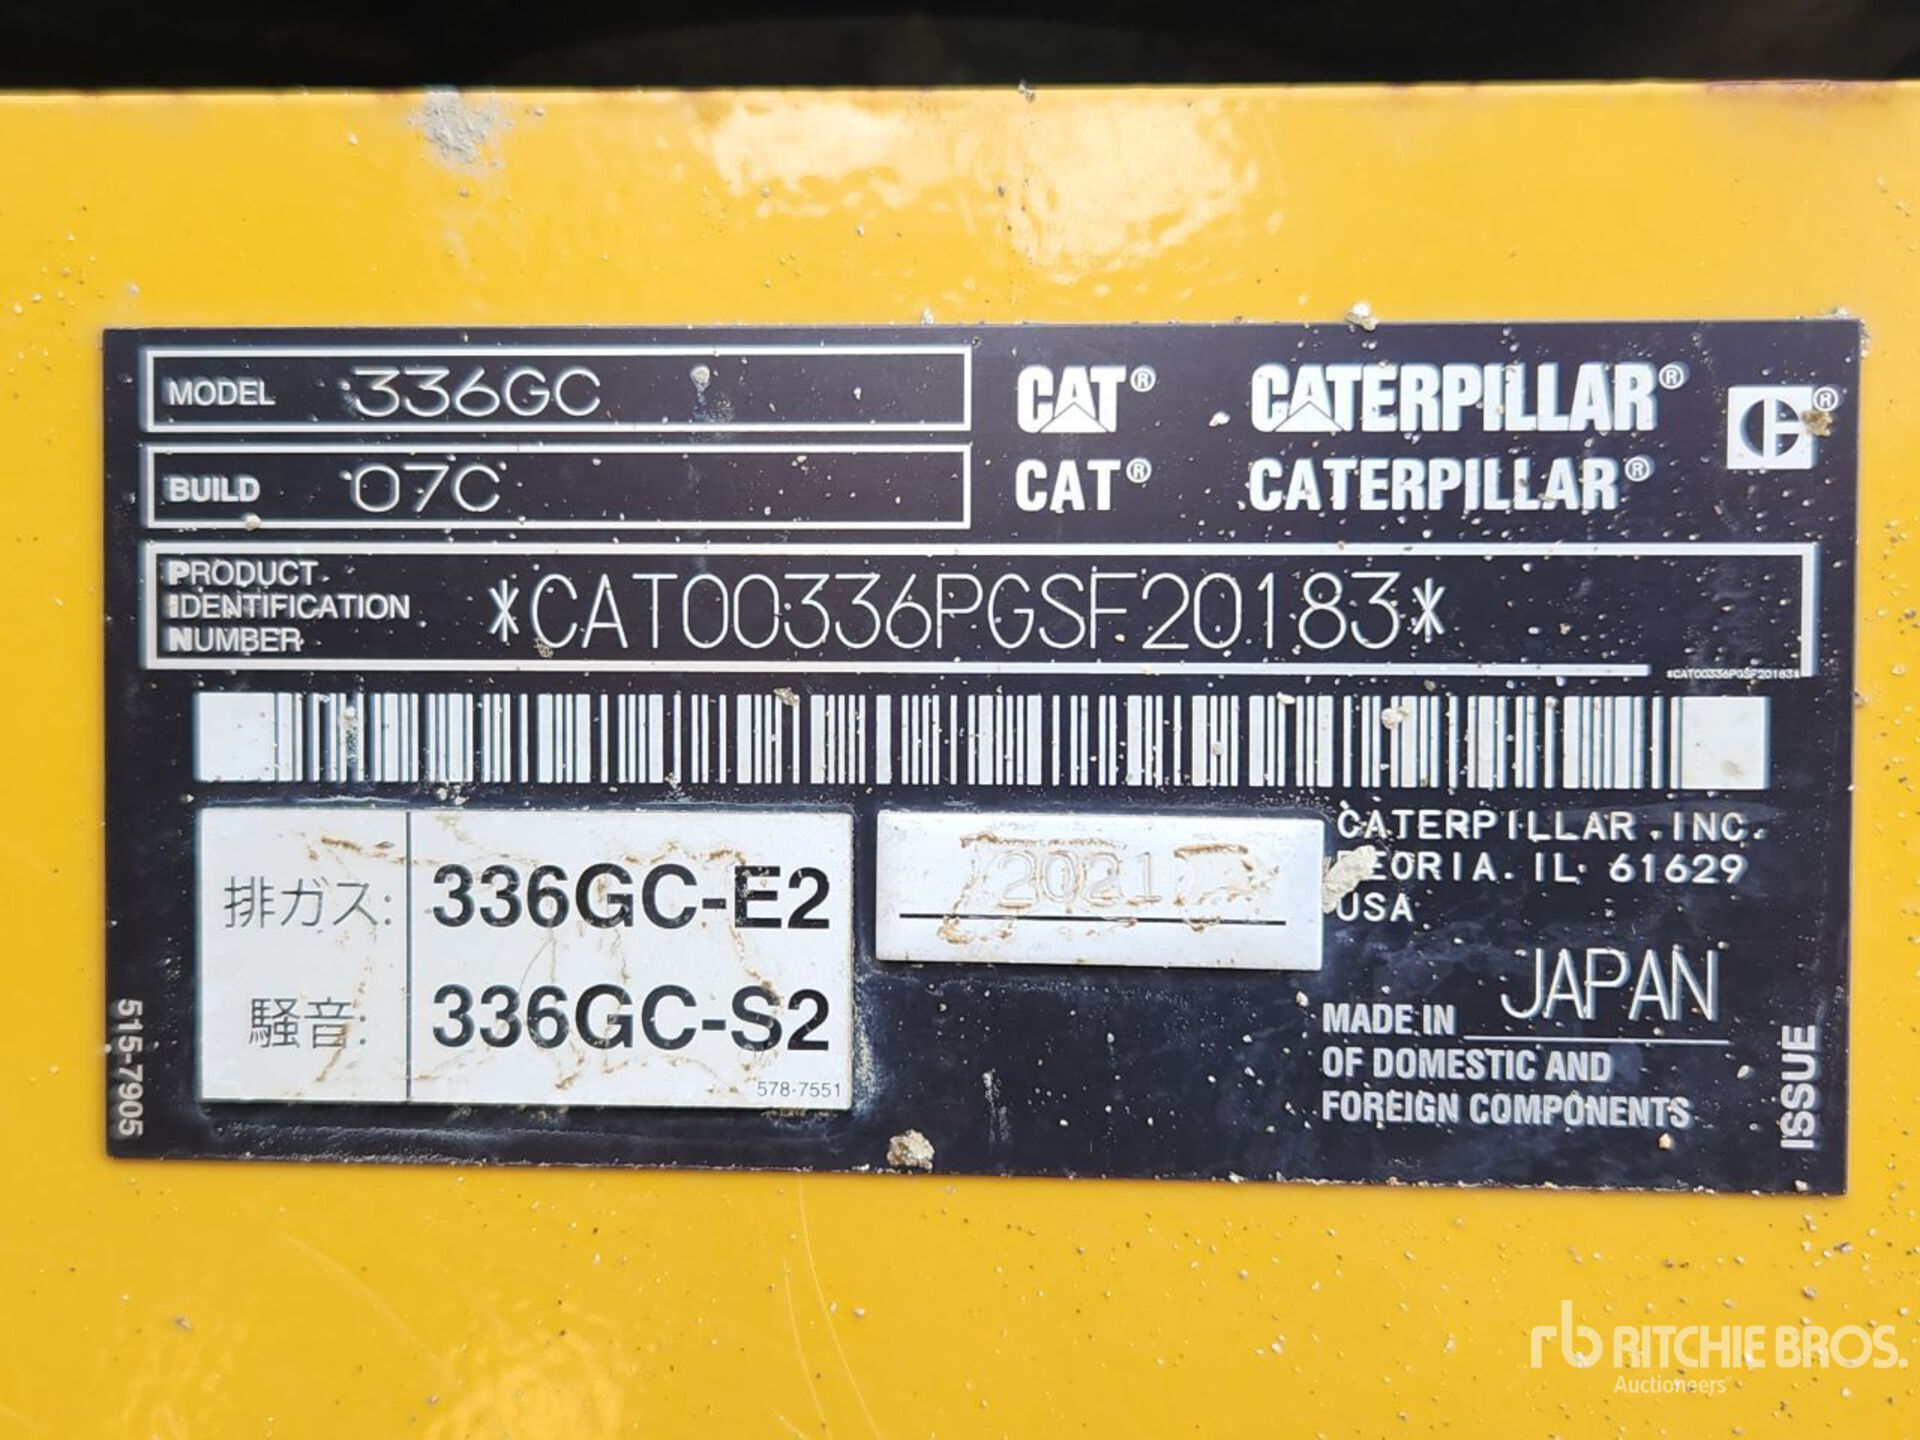 MODEL 336GC
BUILD 07C
CAT® CATERPILLAR® ®
CAT® CATERPILLAR®
PRODUCT
IDENTIFICATION
NUMBER
*CAT00336PGSF20183*
*CAT00336PGSF20183*
排ガス: 336GC-E2
騒音: 336GC-S2
578-7551
2021
CATERPILLAR INC.
PEORIA. IL 61629
USA
MADE IN JAPAN
OF DOMESTIC AND
FOREIGN COMPONENTS
515-7905
ISSUE
rb RITCHIE BROS.
Auctioneers